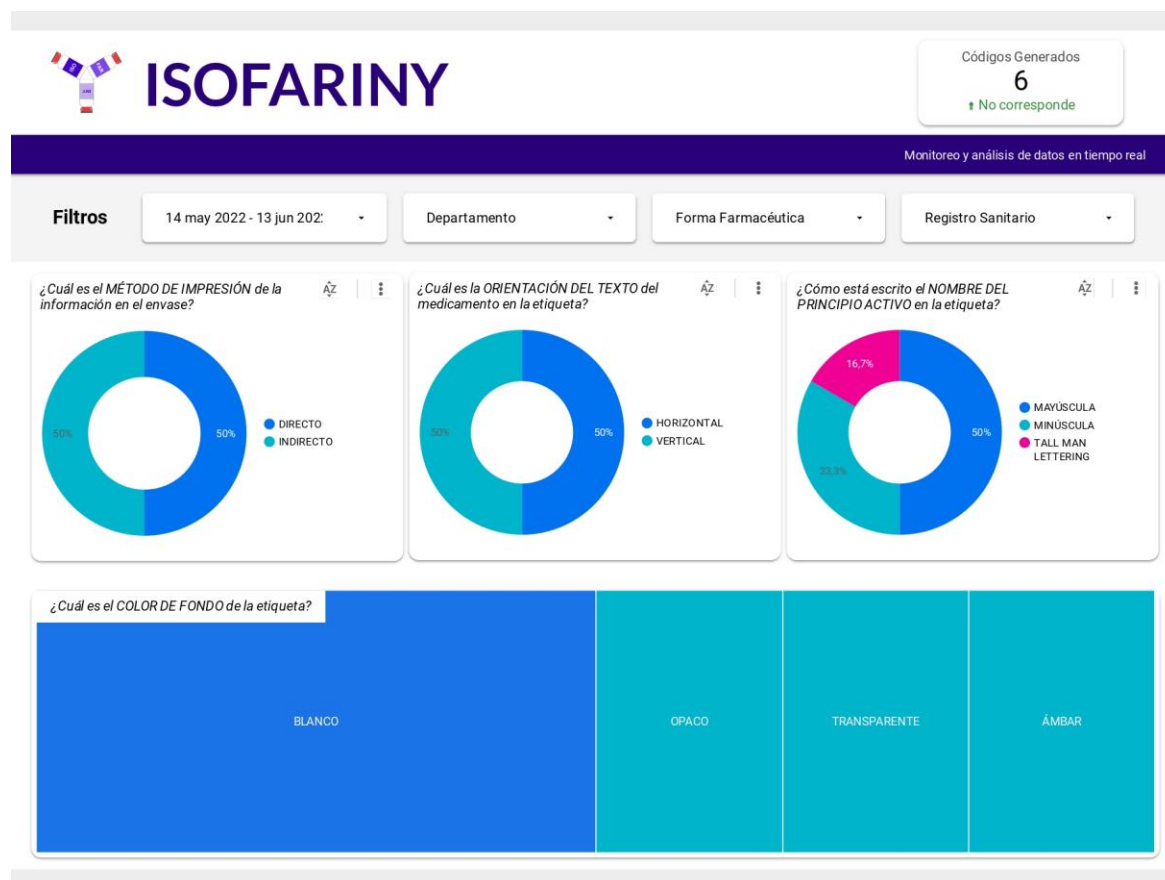 ISOFARINY
Códigos Generados
6
No corresponde
Monitoreo y análisis de datos en tiempo real
Filtros
14 may 2022 - 13 jun 202:
Departamento
Forma Farmacéutica
Registro Sanitario
¿Cuál es el MÉTODO DE IMPRESIÓN de la
información en el envase?
AZ
50%
50%
DIRECTO
INDIRECTO
¿Cuál es la ORIENTACIÓN DEL TEXTO del
medicamento en la etiqueta?
AZ
50%
50%
HORIZONTAL
VERTICAL
¿Cómo está escrito el NOMBRE DEL
PRINCIPIO ACTIVO en la etiqueta?
AZ
16,7%
50%
33,3%
MAYÚSCULA
MINÚSCULA
TALL MAN
LETTERING
¿Cuál es el COLOR DE FONDO de la etiqueta?
BLANCO
OPACO
TRANSPARENTE
ÁMBAR